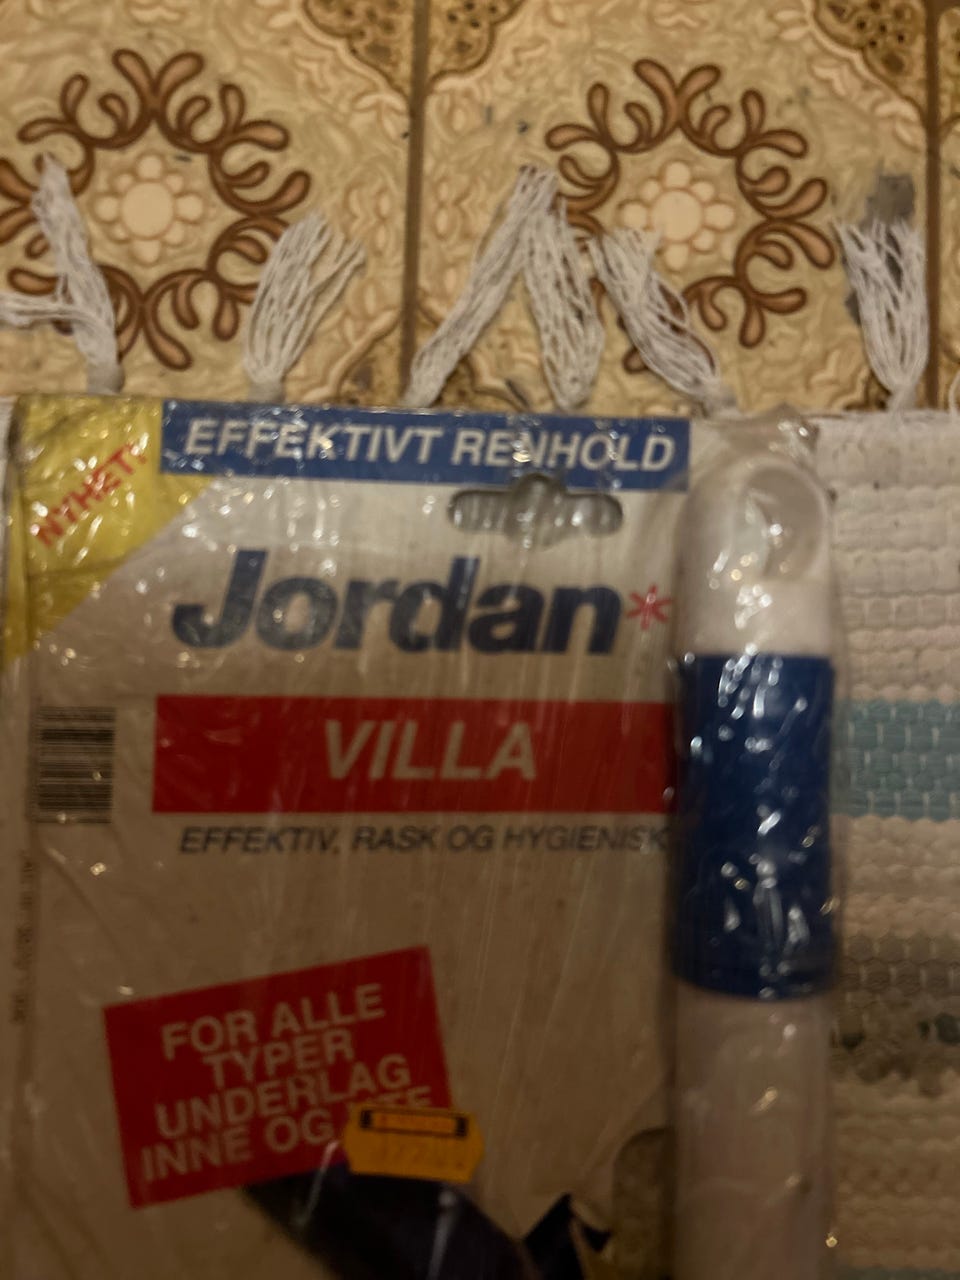 EFFEKTIVT RENHOLD
NYHET!
Jordan*
VILLA
EFFEKTIV, RASK OG HYGIENISK
FOR ALLE
TYPER
UNDERLAG
INNE OG